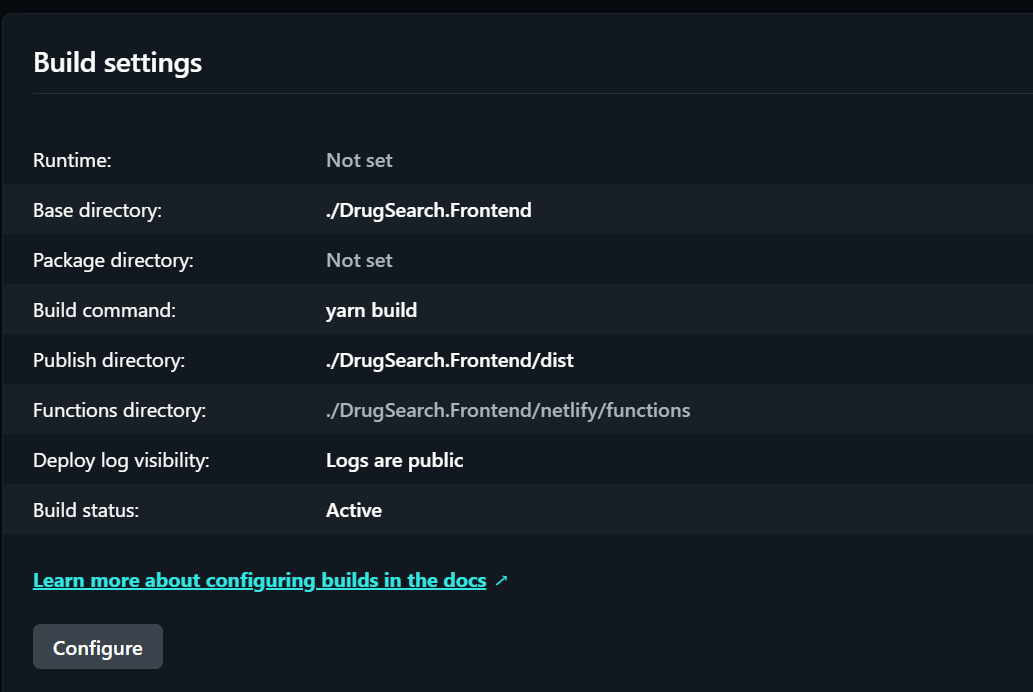 Build settings
Runtime: Not set
Base directory: ./DrugSearch.Frontend
Package directory: Not set
Build command: yarn build
Publish directory: ./DrugSearch.Frontend/dist
Functions directory: ./DrugSearch.Frontend/netlify/functions
Deploy log visibility: Logs are public
Build status: Active
Learn more about configuring builds in the docs ↗
Configure